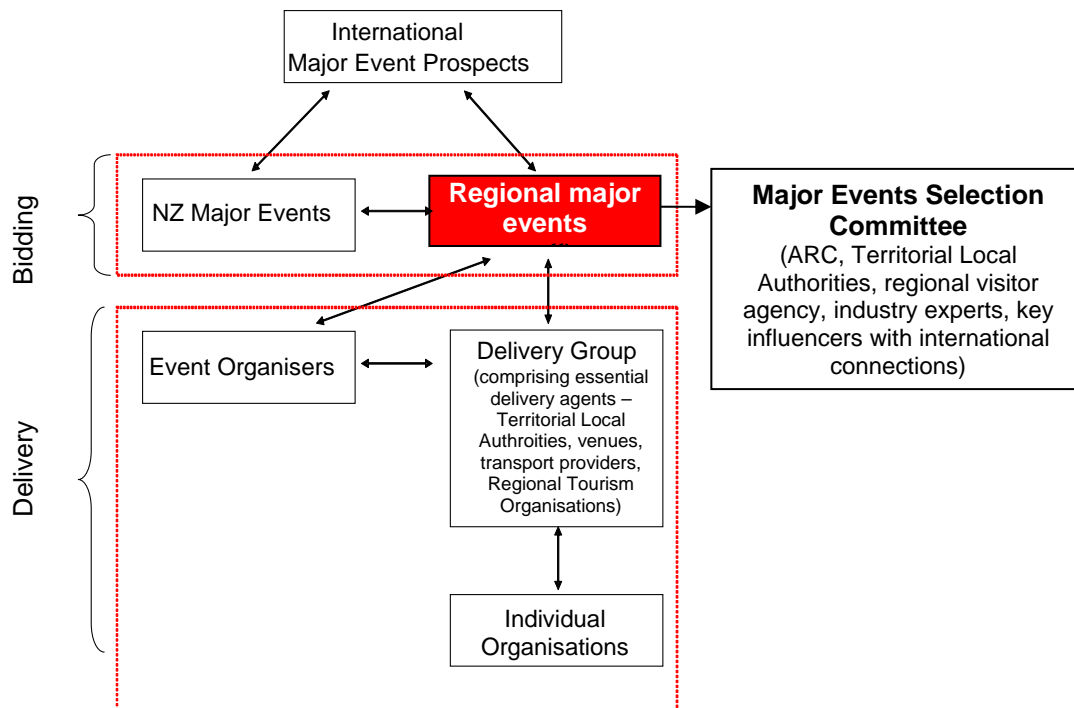 International
Major Event Prospects
Bidding
NZ Major Events
Regional major
events
Major Events Selection
Committee
(ARC, Territorial Local
Authorities, regional visitor
agency, industry experts, key
influencers with international
connections)
Delivery
Event Organisers
Delivery Group
(comprising essential
delivery agents –
Territorial Local
Authroities, venues,
transport providers,
Regional Tourism
Organisations)
Individual
Organisations